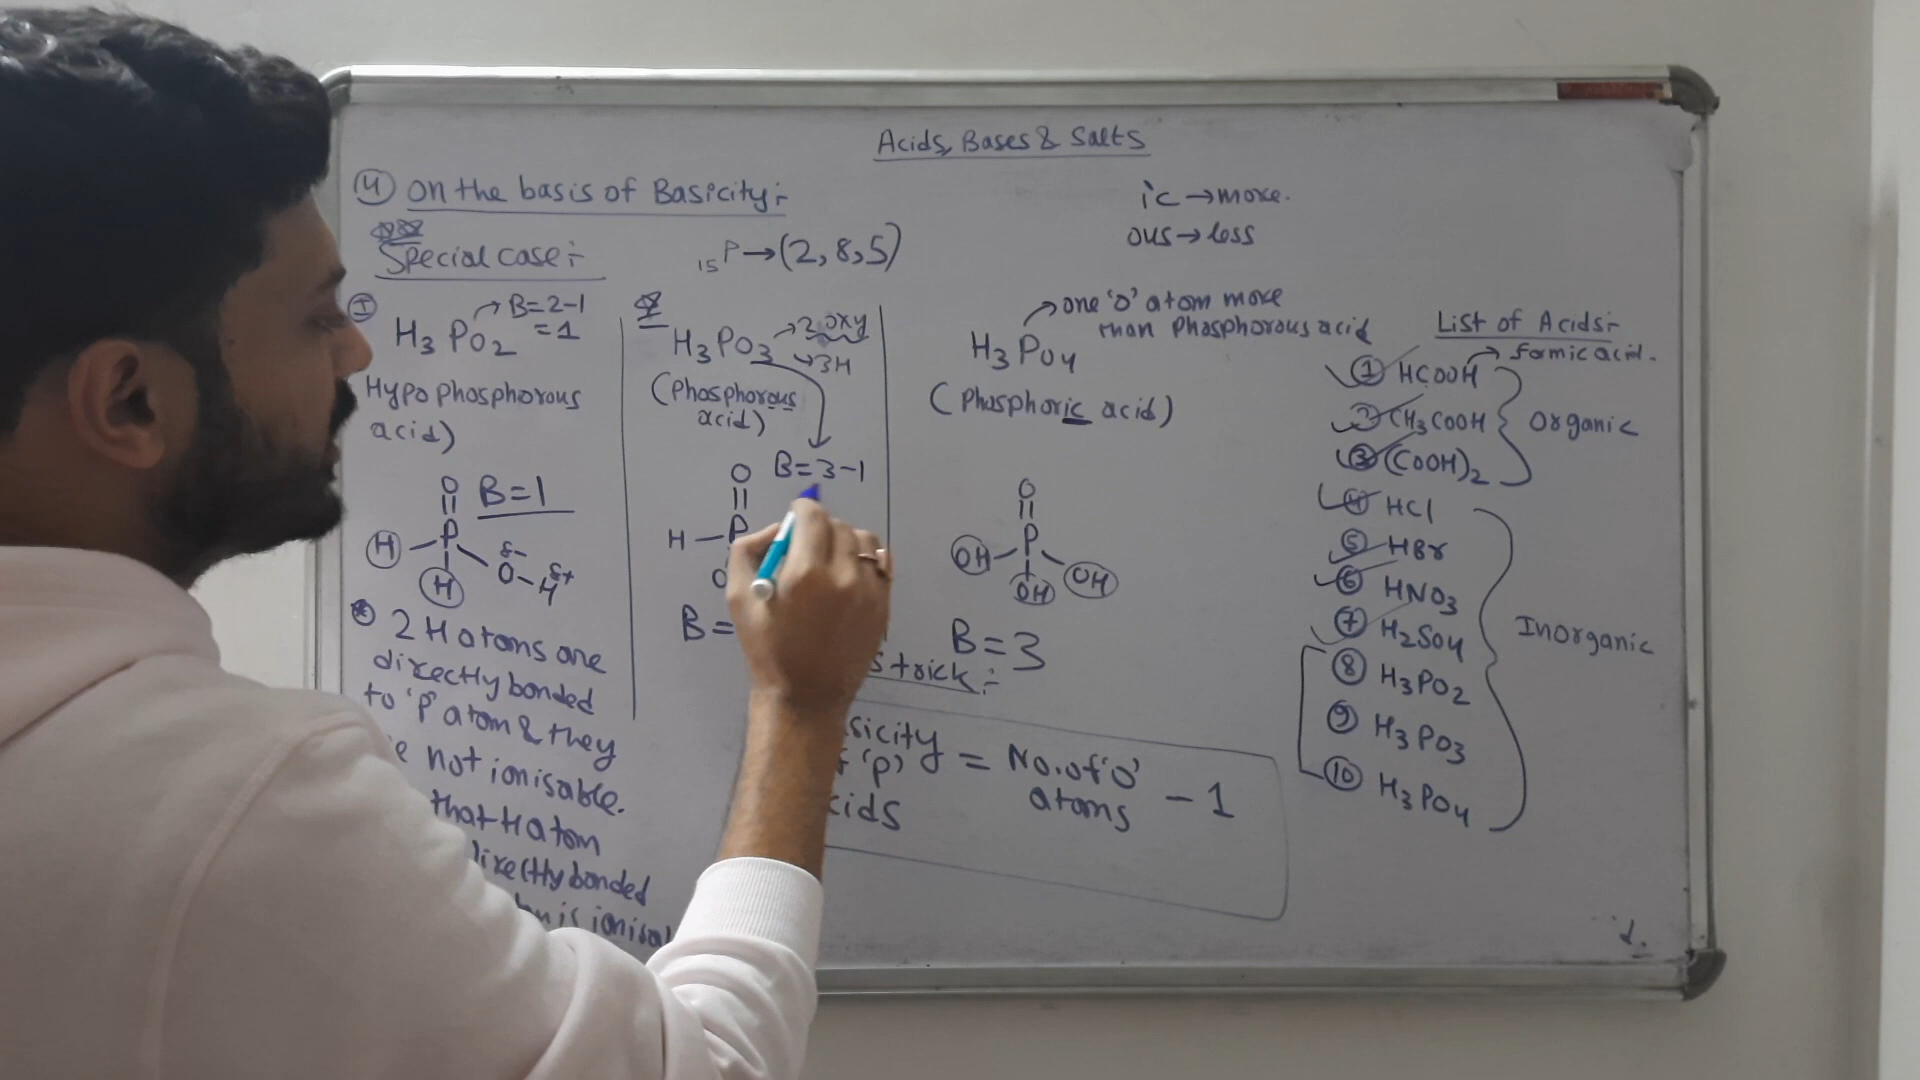 Acids, Bases & Salts
4 On the basis of Basicity:-
Special case:-
15P → (2, 8, 5)
ic → more.
ous → less
I
H3PO2 → B=2-1
=1
Hypo phosphorous
acid)
O
B=1
H P O H
δ- δ+
H
2 H atoms are
directly bonded
to 'P' atom & they
not ionisable.
that H atom
directly bonded
is
H3PO3 → 2 oxy
→ 3H
(Phosphorous
acid)
B=3-1
O
H - P
O
B=
→ one 'O' atom more
than Phosphorous acid
H3PO4
(Phosphoric acid)
O
OH P OH
OH
B=3
trick:-
= No. of 'O'
atoms - 1
'P'
List of Acids:-
1 HCOOH → formic acid.
2 CH3COOH
3 (COOH)2
Organic
4 HCl
5 HBr
6 HNO3
7 H2SO4
8 H3PO2
9 H3PO3
10 H3PO4
Inorganic